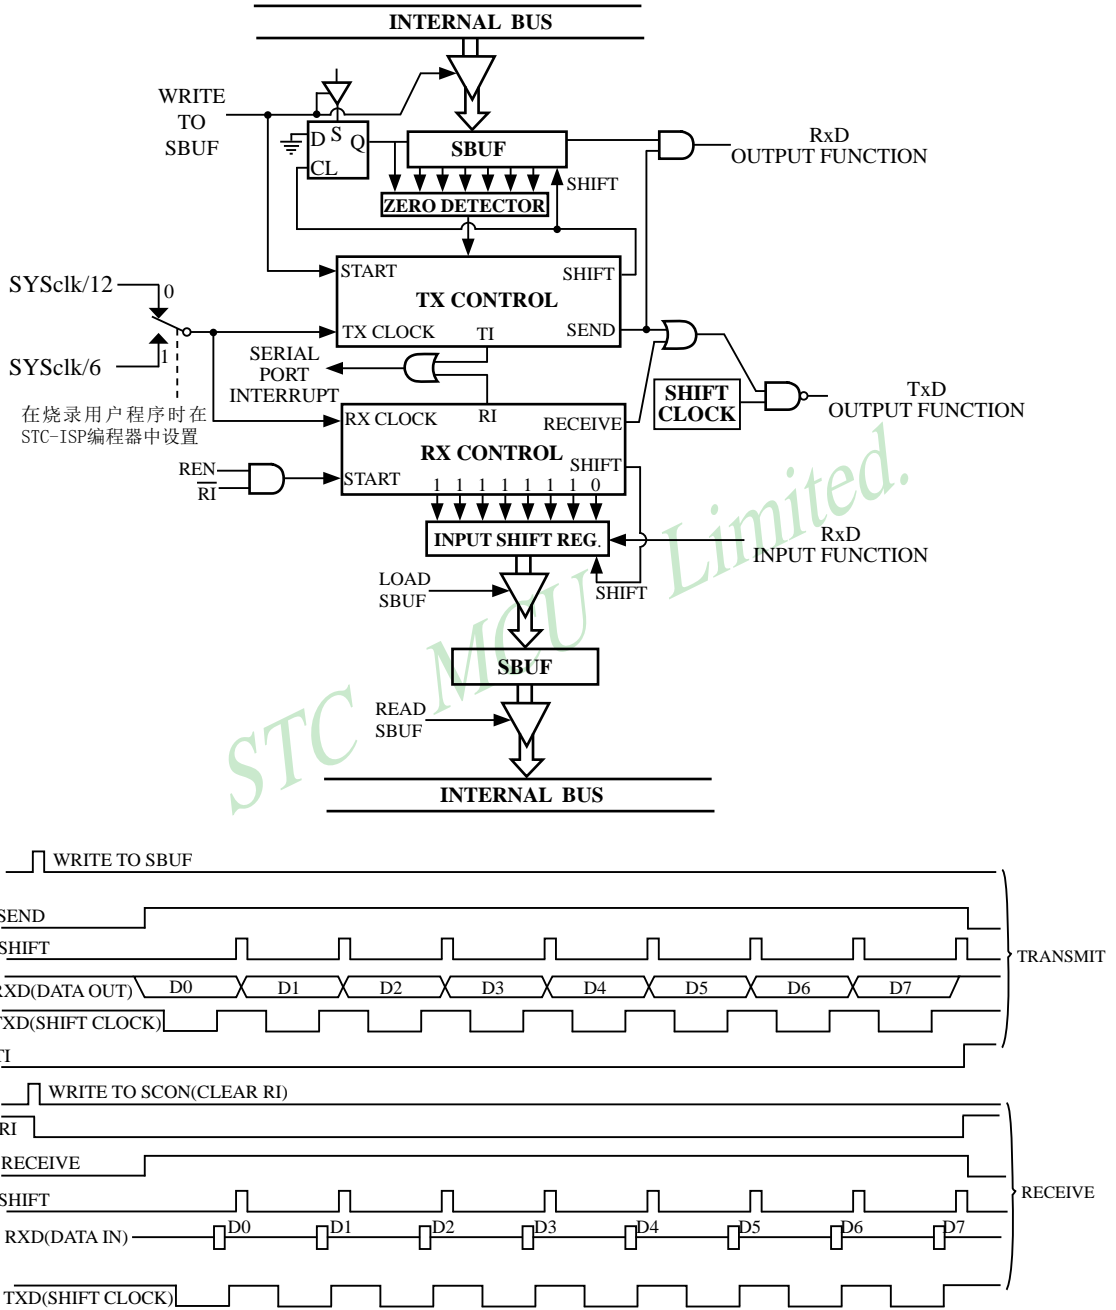 INTERNAL BUS
WRITE
TO
SBUF
D S Q
CL
SBUF
RxD
OUTPUT FUNCTION
SHIFT
ZERO DETECTOR
START
SHIFT
TX CONTROL
TX CLOCK
TI
SEND
SYSclk/12
0
SYSclk/6
1
SERIAL
PORT
INTERRUPT
SHIFT
CLOCK
TxD
OUTPUT FUNCTION
在烧录用户程序时在
STC-ISP编程器中设置
RX CLOCK
RI
RECEIVE
RX CONTROL
SHIFT
START
1 1 1 1 1 1 1 0
REN
RI
INPUT SHIFT REG.
RxD
INPUT FUNCTION
LOAD
SBUF
SHIFT
SBUF
READ
SBUF
INTERNAL BUS
STC MCU Limited.
WRITE TO SBUF
SEND
SHIFT
RXD(DATA OUT) D0 D1 D2 D3 D4 D5 D6 D7
TXD(SHIFT CLOCK)
TI
TRANSMIT
WRITE TO SCON(CLEAR RI)
RI
RECEIVE
SHIFT
RXD(DATA IN) D0 D1 D2 D3 D4 D5 D6 D7
TXD(SHIFT CLOCK)
RECEIVE